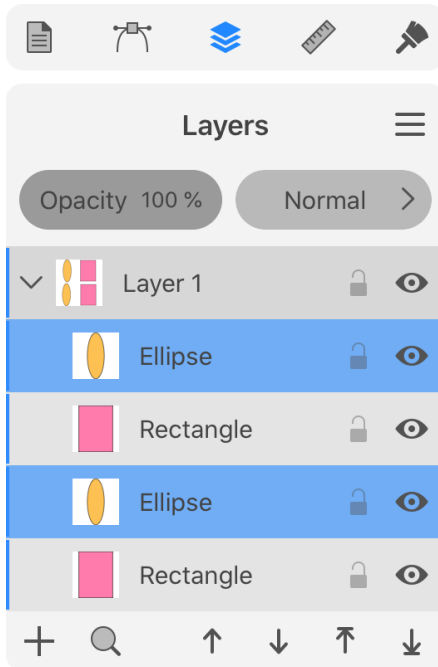 Layers
Opacity 100 % Normal
Layer 1
Ellipse
Rectangle
Ellipse
Rectangle